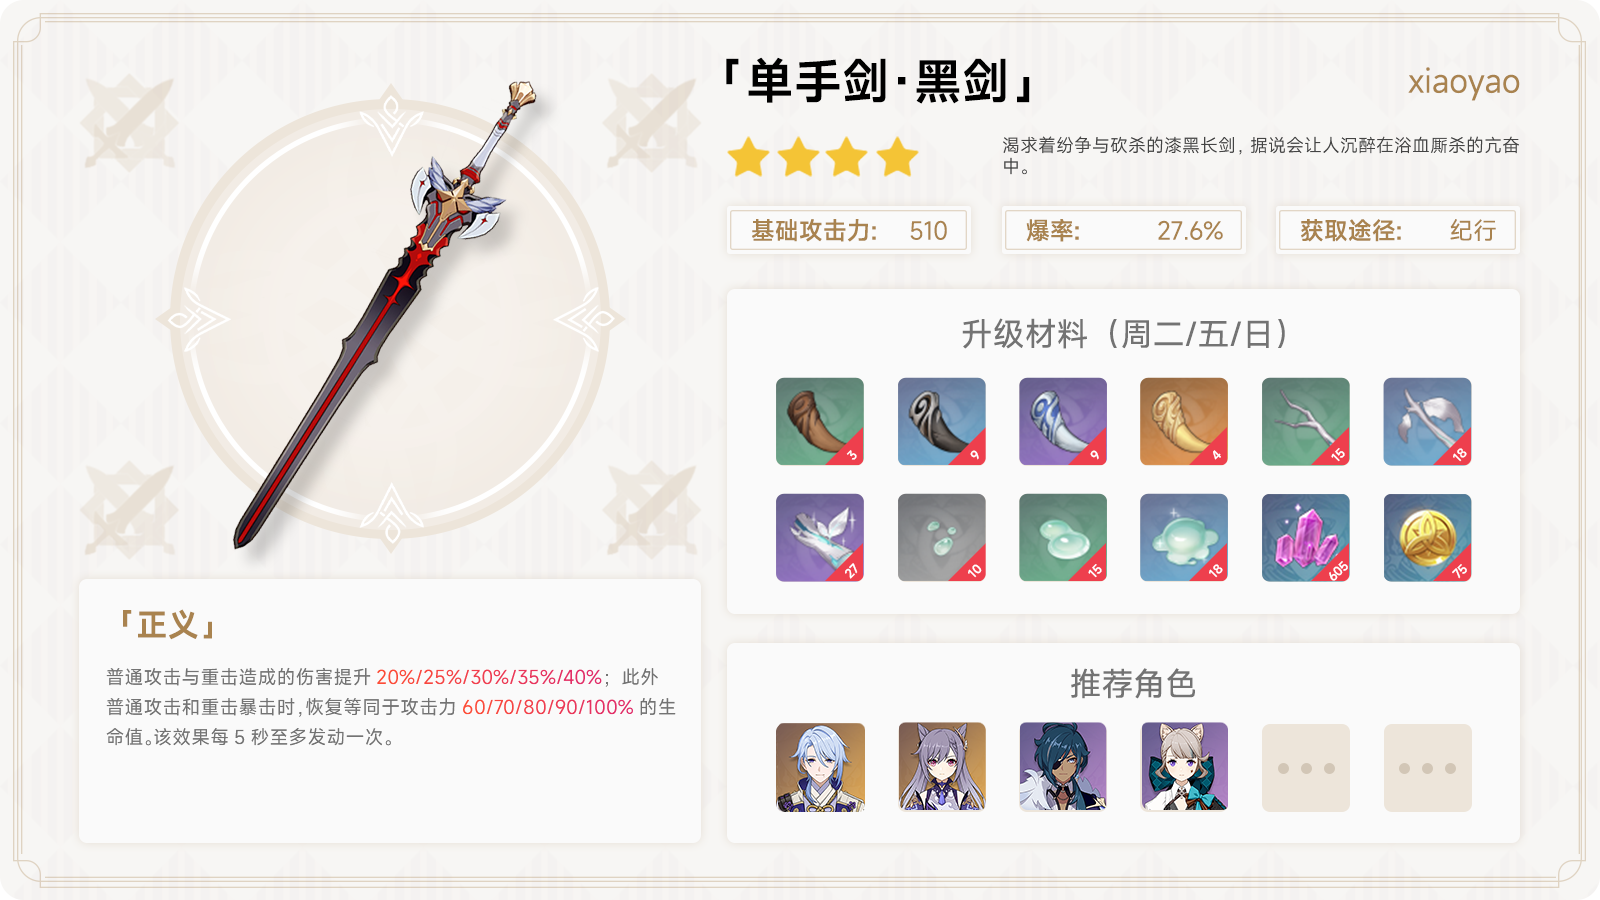 「单手剑·黑剑」
xiaoyao
渴求着纷争与砍杀的漆黑长剑，据说会让人沉醉在浴血厮杀的亢奋
中。
基础攻击力: 510
爆率: 27.6%
获取途径: 纪行
升级材料（周二/五/日）
3 9 9 4 15 18
27 10 15 18 605 75
「正义」
普通攻击与重击造成的伤害提升 20%/25%/30%/35%/40%；此外
普通攻击和重击暴击时,恢复等同于攻击力 60/70/80/90/100% 的生
命值。该效果每 5 秒至多发动一次。
推荐角色